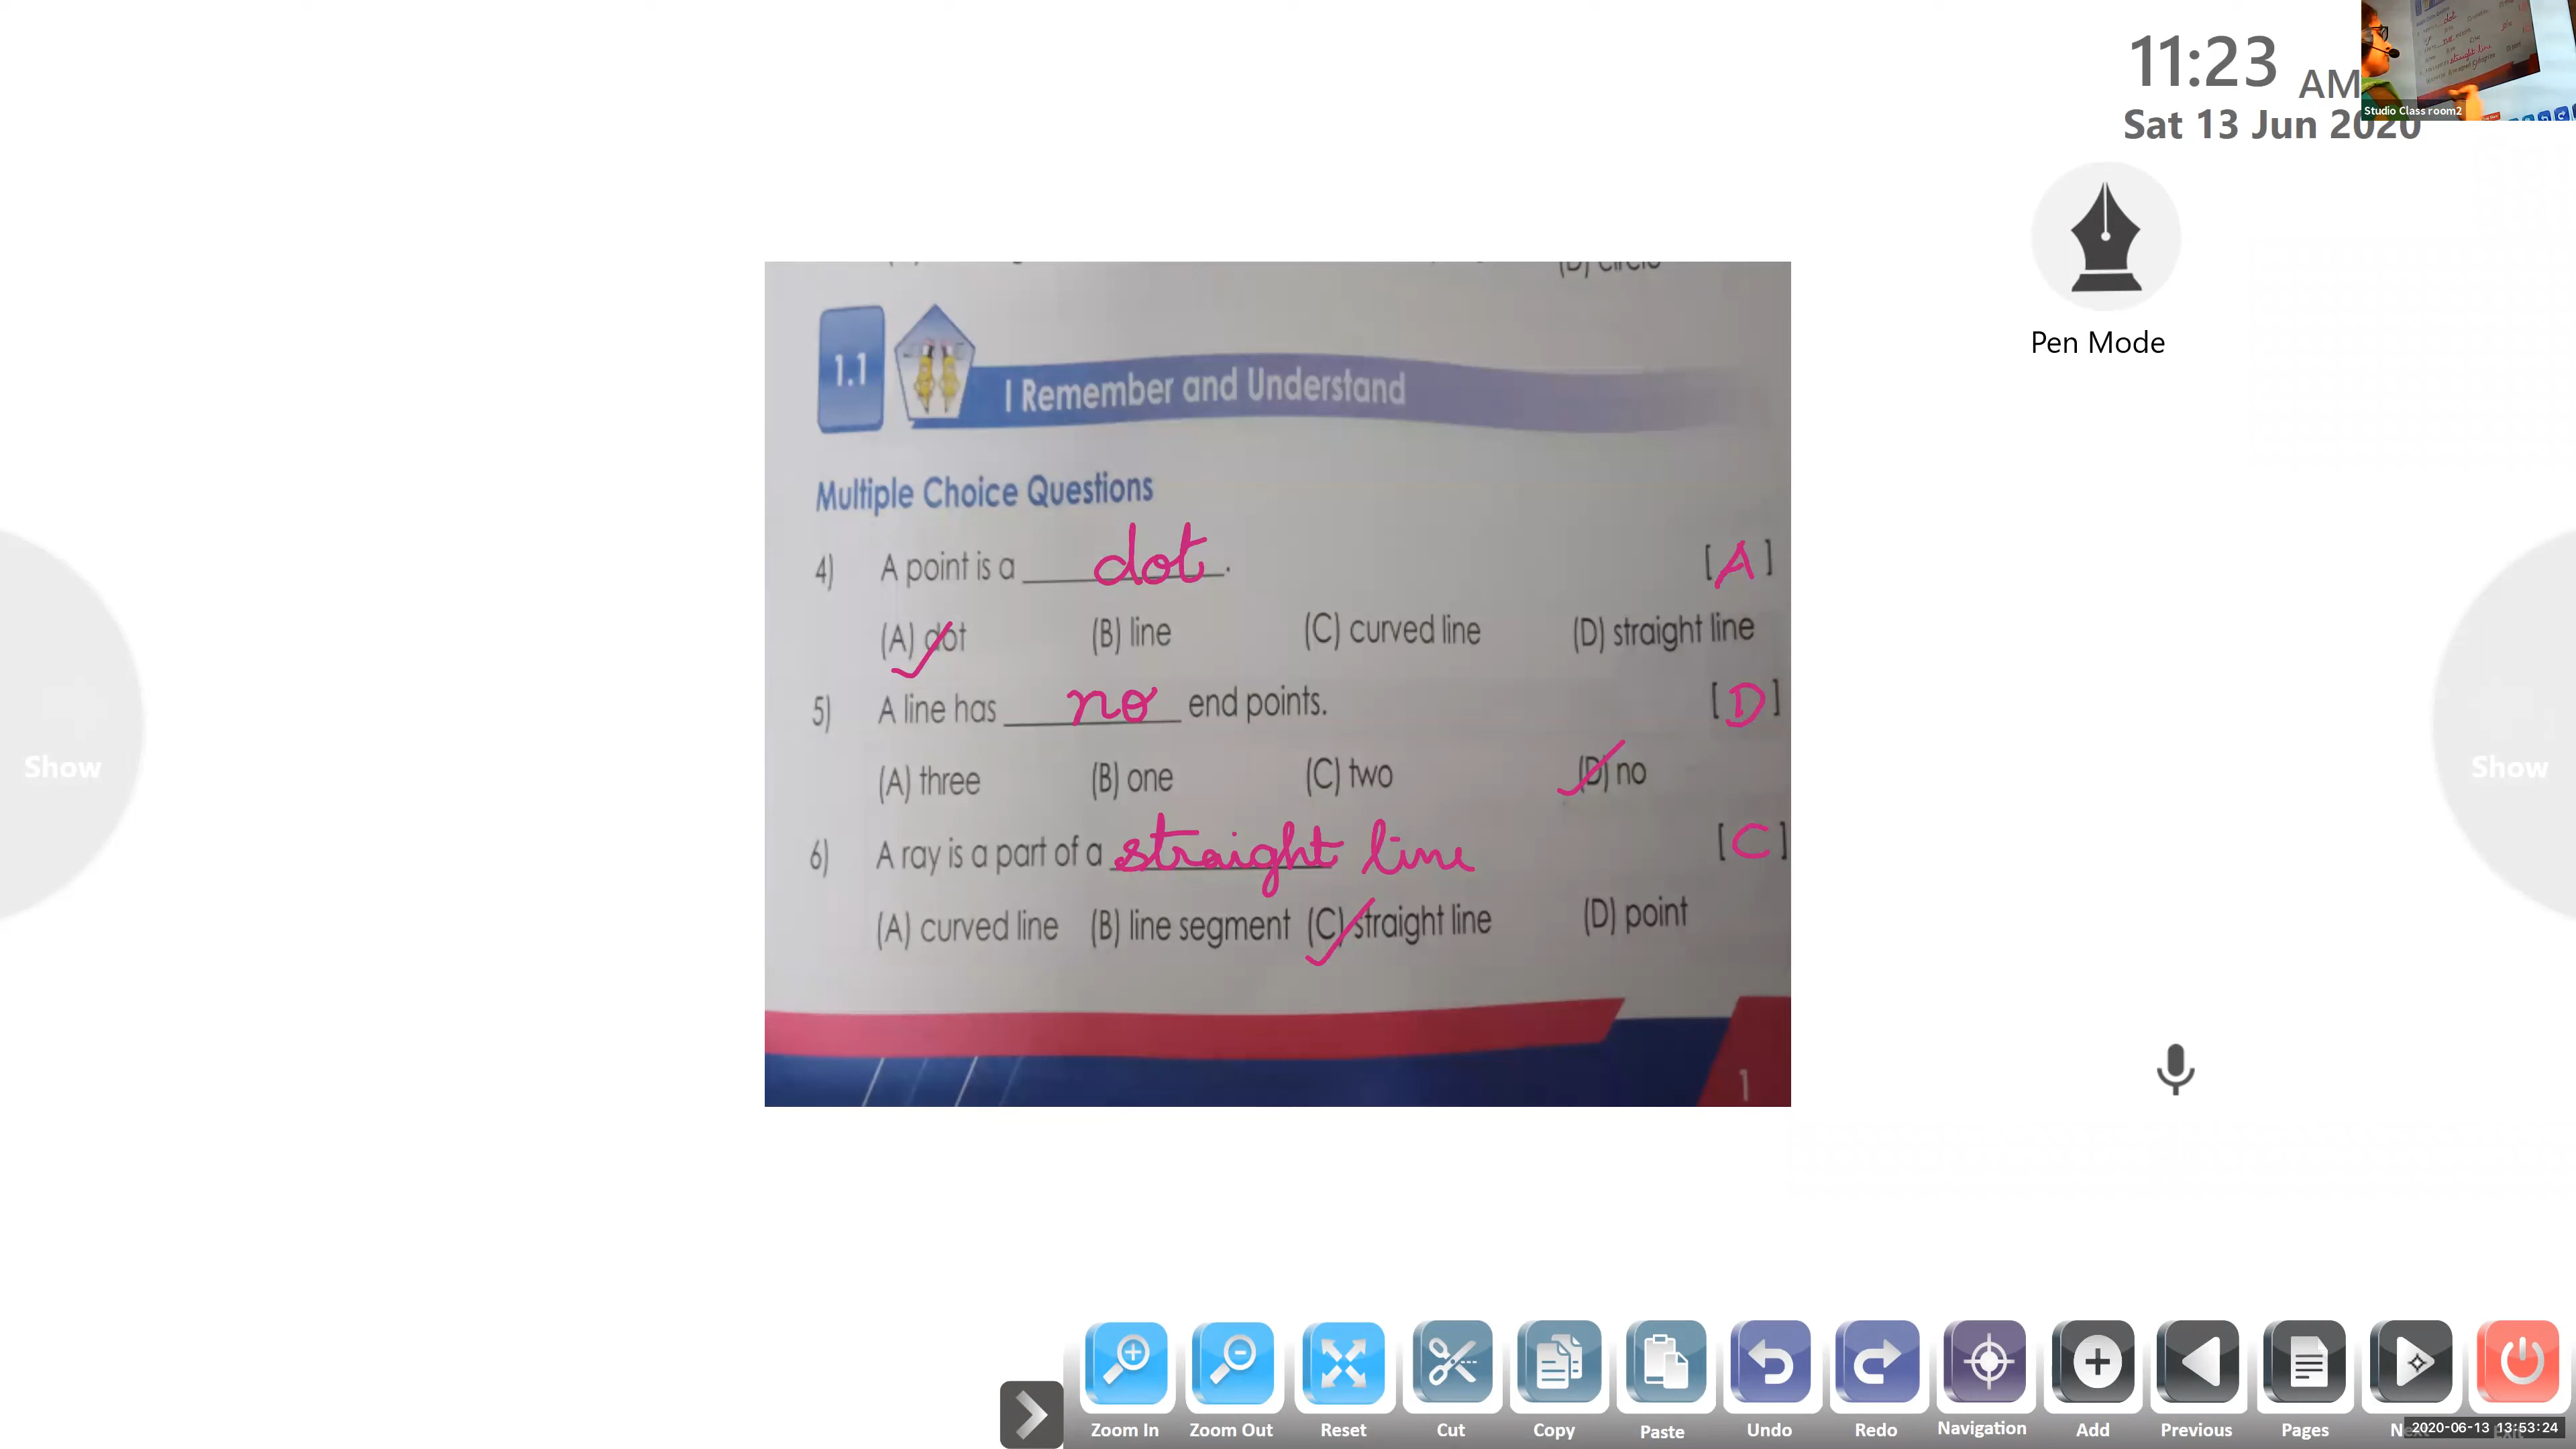 11:23 AM
Sat 13 Jun 2020
Studio Class room2
Pen Mode
(D) circle
1.1 I Remember and Understand
Multiple Choice Questions
4) A point is a dot. [A]
(A) dot (B) line (C) curved line (D) straight line
5) A line has no end points. [D]
(A) three (B) one (C) two (D) no
6) A ray is a part of a straight line [C]
(A) curved line (B) line segment (C) straight line (D) point
1
Show
Show
Zoom In Zoom Out Reset Cut Copy Paste Undo Redo Navigation Add Previous Pages
2020-06-13 13:53:24